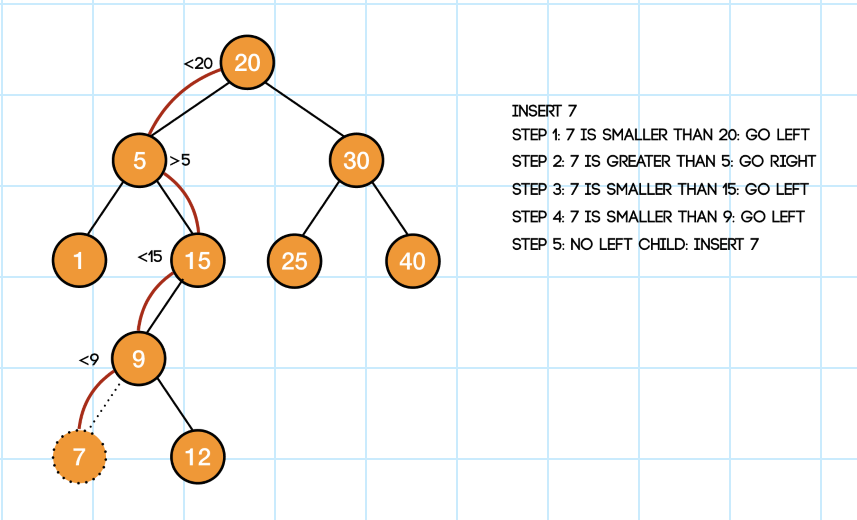 <20
20
5
>5
30
1
<15
15
25
40
<9
9
7
12
INSERT 7
STEP 1: 7 IS SMALLER THAN 20: GO LEFT
STEP 2: 7 IS GREATER THAN 5: GO RIGHT
STEP 3: 7 IS SMALLER THAN 15: GO LEFT
STEP 4: 7 IS SMALLER THAN 9: GO LEFT
STEP 5: NO LEFT CHILD: INSERT 7